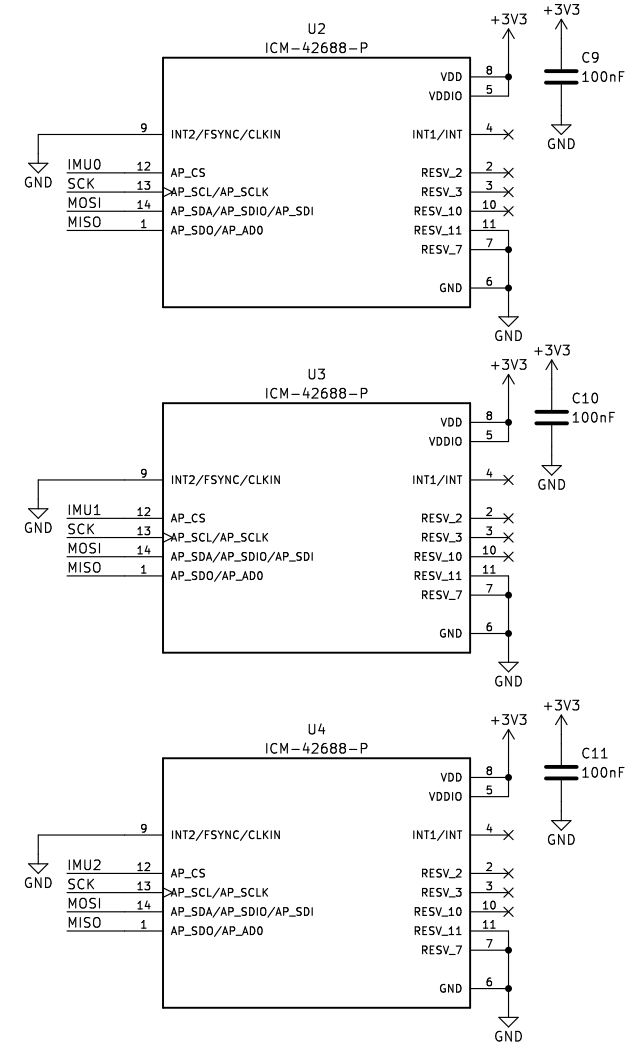 +3V3
U2
ICM-42688-P
+3V3
C9
100nF
8 VDD
5 VDDIO
GND
9 INT2/FSYNC/CLKIN INT1/INT 4
GND
IMU0 12 AP_CS RESV_2 2
SCK 13 AP_SCL/AP_SCLK RESV_3 3
MOSI 14 AP_SDA/AP_SDIO/AP_SDI RESV_10 10
MISO 1 AP_SDO/AP_AD0 RESV_11 11
RESV_7 7
GND 6
GND
+3V3
U3
ICM-42688-P
+3V3
C10
100nF
VDD 8
VDDIO 5
GND
9 INT2/FSYNC/CLKIN INT1/INT 4
GND
IMU1 12 AP_CS RESV_2 2
SCK 13 AP_SCL/AP_SCLK RESV_3 3
MOSI 14 AP_SDA/AP_SDIO/AP_SDI RESV_10 10
MISO 1 AP_SDO/AP_AD0 RESV_11 11
RESV_7 7
GND 6
GND
+3V3
U4
ICM-42688-P
+3V3
C11
100nF
VDD 8
VDDIO 5
GND
9 INT2/FSYNC/CLKIN INT1/INT 4
GND
IMU2 12 AP_CS RESV_2 2
SCK 13 AP_SCL/AP_SCLK RESV_3 3
MOSI 14 AP_SDA/AP_SDIO/AP_SDI RESV_10 10
MISO 1 AP_SDO/AP_AD0 RESV_11 11
RESV_7 7
GND 6
GND